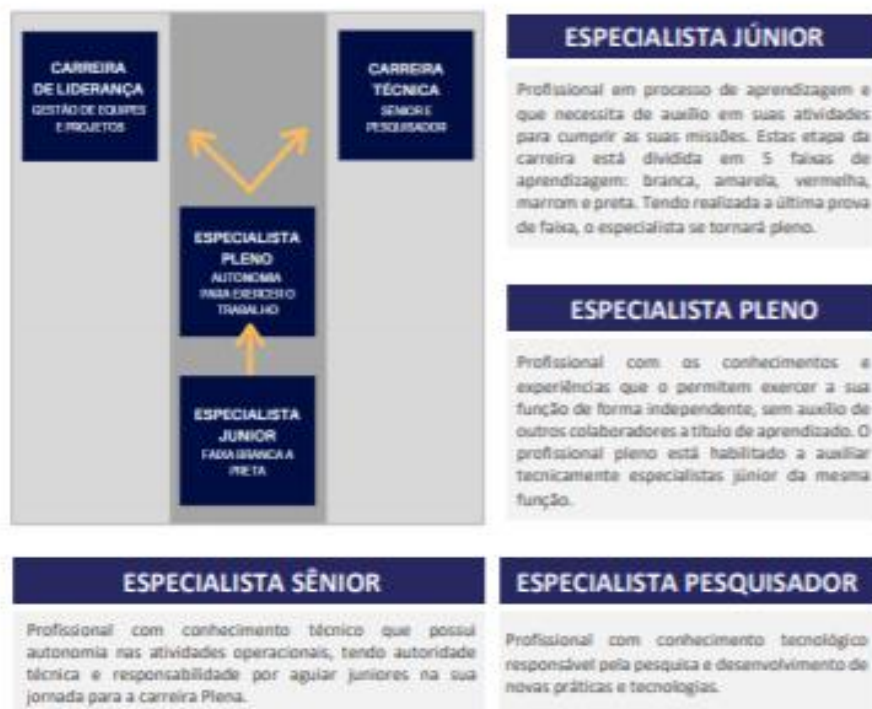 CARREIRA
DE LIDERANÇA
GESTÃO DE EQUIPES
E PROJETOS
CARREIRA
TÉCNICA
SÊNIOR E
PESQUISADOR
ESPECIALISTA
PLENO
AUTONOMIA
PARA EXERCER O
TRABALHO
ESPECIALISTA
JUNIOR
FAIXA BRANCA A
PRETA
ESPECIALISTA JÚNIOR
Profissional em processo de aprendizagem e
que necessita de auxílio em suas atividades
para cumprir as suas missões. Estas etapa da
carreira está dividida em 5 faixas de
aprendizagem: branca, amarela, vermelha,
marrom e preta. Tendo realizada a última prova
de faixa, o especialista se tornará pleno.
ESPECIALISTA PLENO
Profissional com os conhecimentos e
experiências que o permitem exercer a sua
função de forma independente, sem auxílio de
outros colaboradores a título de aprendizado. O
profissional pleno está habilitado a auxiliar
tecnicamente especialistas júnior da mesma
função.
ESPECIALISTA SÊNIOR
Profissional com conhecimento técnico que possui
autonomia nas atividades operacionais, tendo autoridade
técnica e responsabilidade por aguiar juniores na sua
jornada para a carreira Plena.
ESPECIALISTA PESQUISADOR
Profissional com conhecimento tecnológico
responsável pela pesquisa e desenvolvimento de
novas práticas e tecnologias.